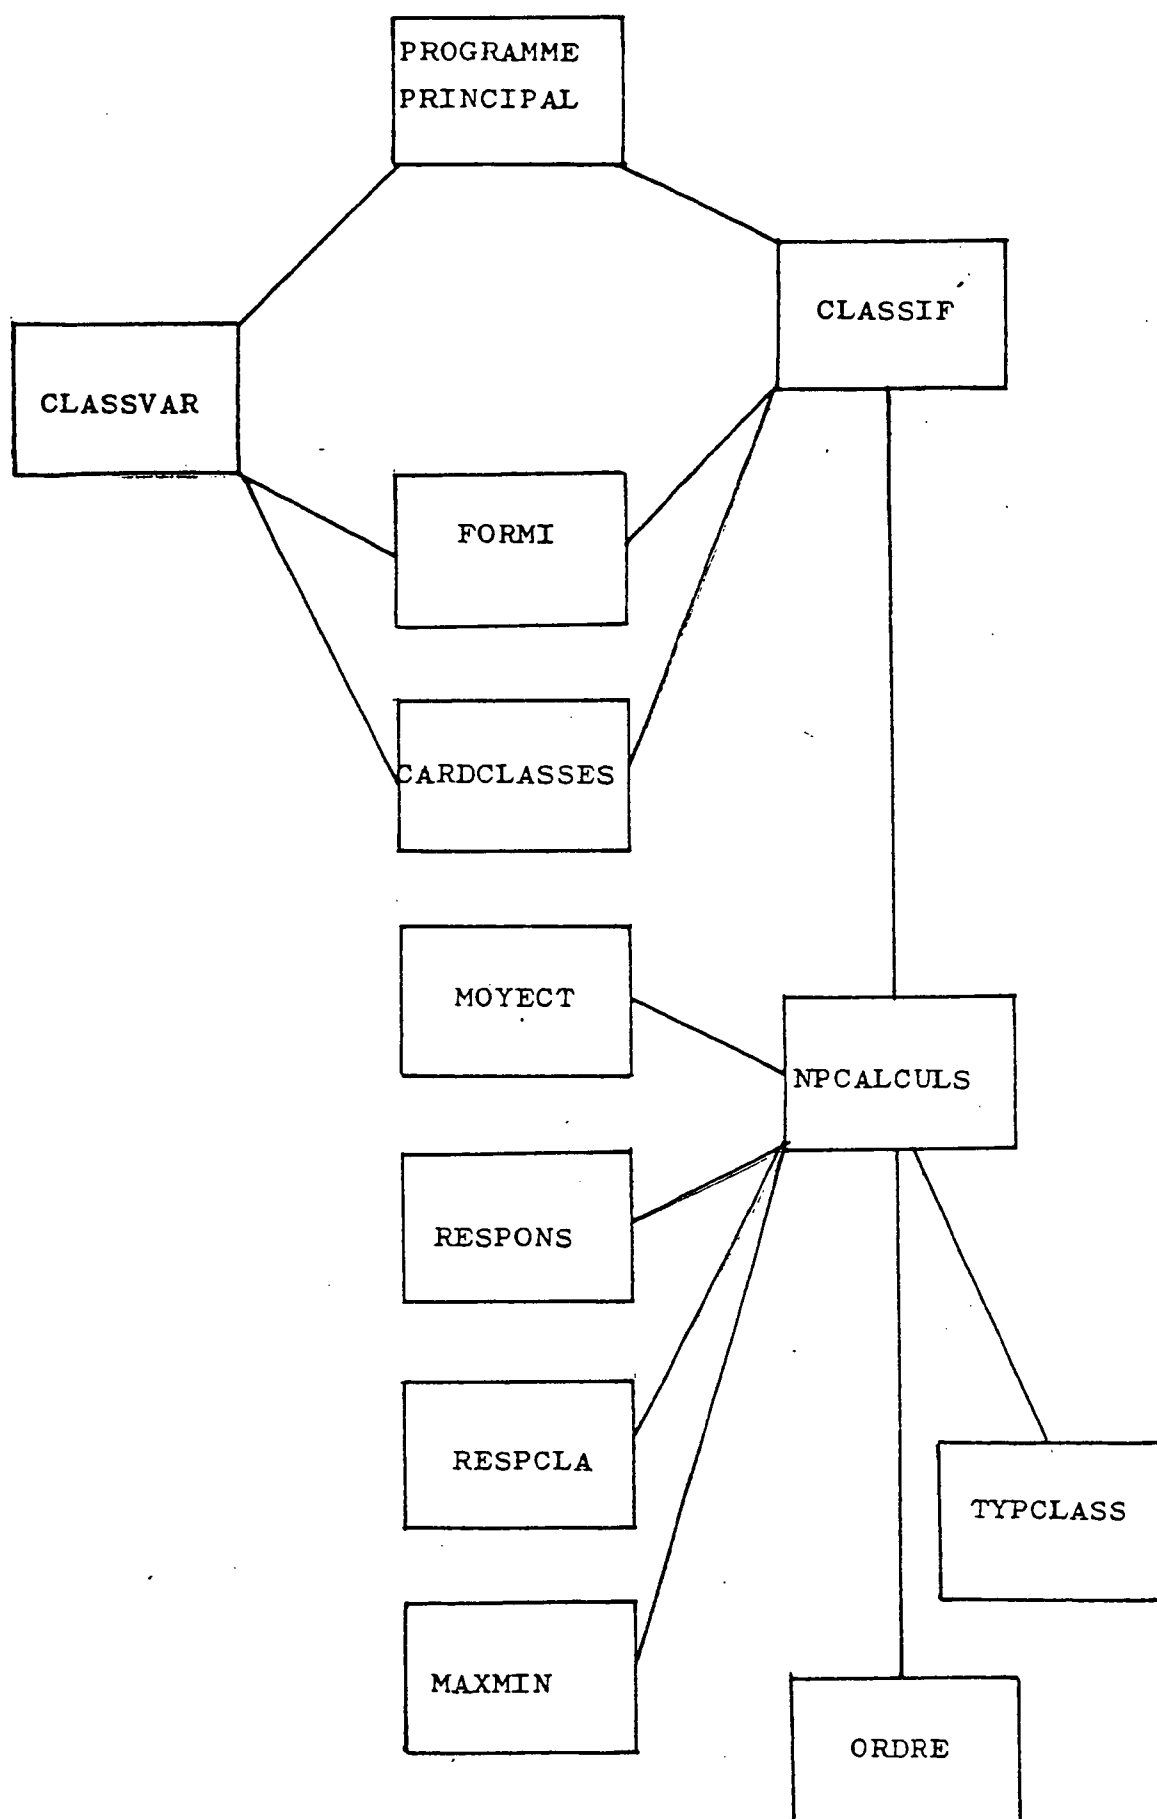 PROGRAMME
PRINCIPAL
CLASSIF
CLASSVAR
FORMI
CARDCLASSES
MOYECT
NPCALCULS
RESPONS
RESPCLA
TYPCLASS
MAXMIN
ORDRE